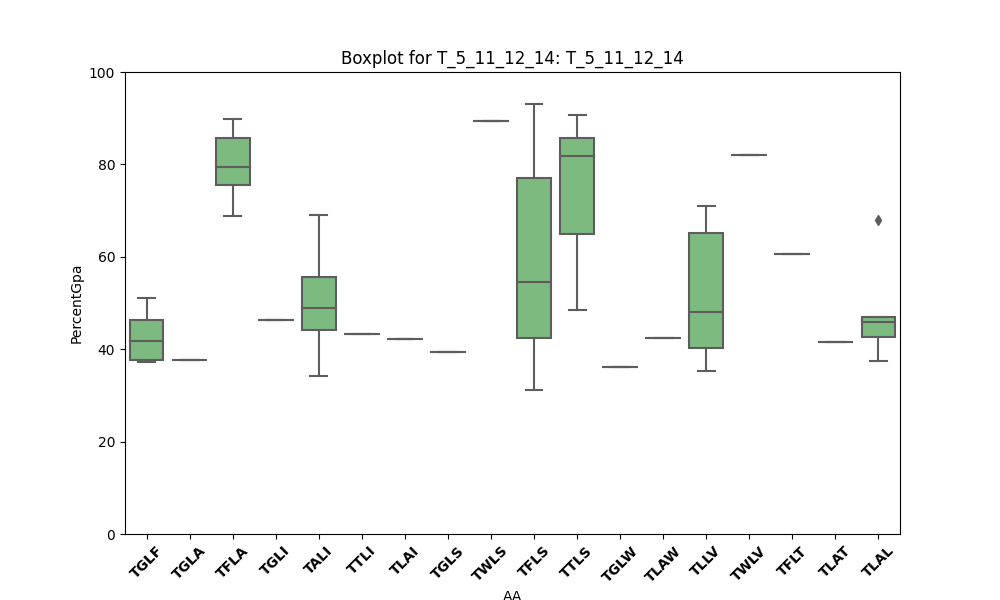 Boxplot for T_5_11_12_14: T_5_11_12_14
100
80
60
40
20
0
PercentGpa
TGLF TGLA TFLA TGLI TALI TTLI TLAI TGLS TWLS TFLS TTLS TGLW TLAW TLLV TWLV TFLT TLAT TLAL
AA